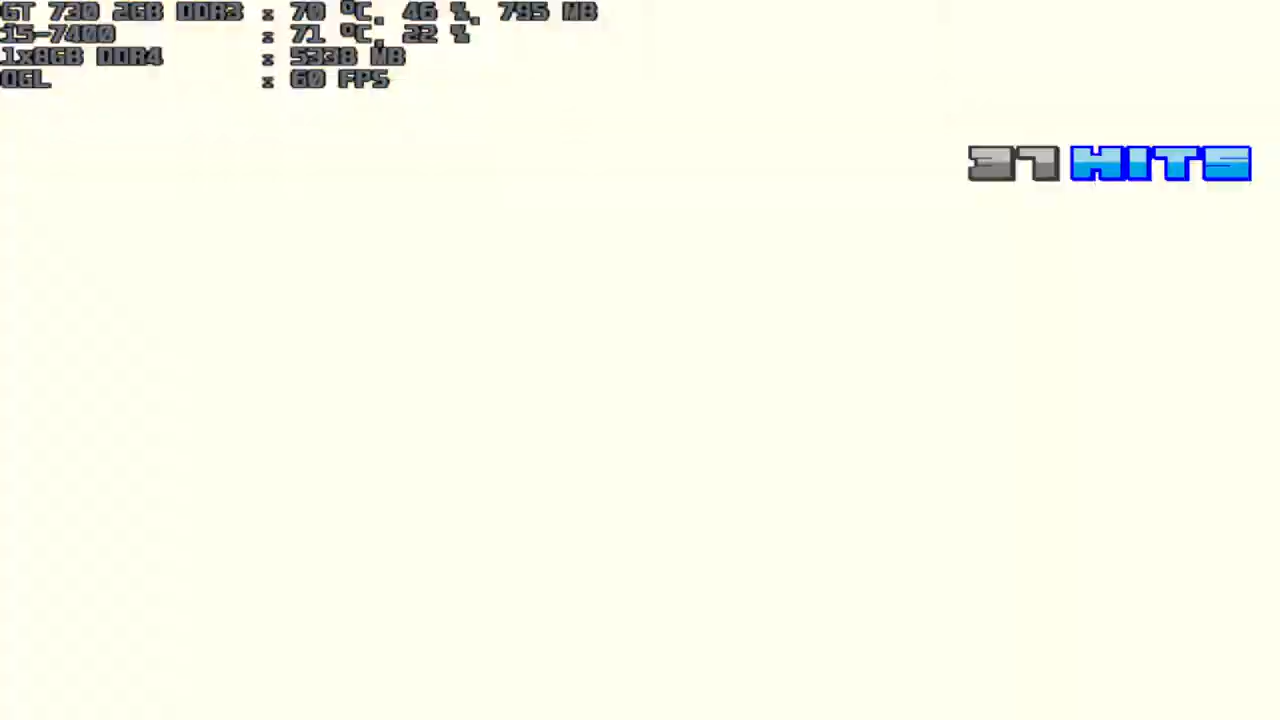 GT 730 2GB DDR3 : 70 °C, 46 %, 795 MB
i5-7400 : 71 °C, 22 %
1x8GB DDR4 : 5338 MB
OGL : 60 FPS
37 HITS